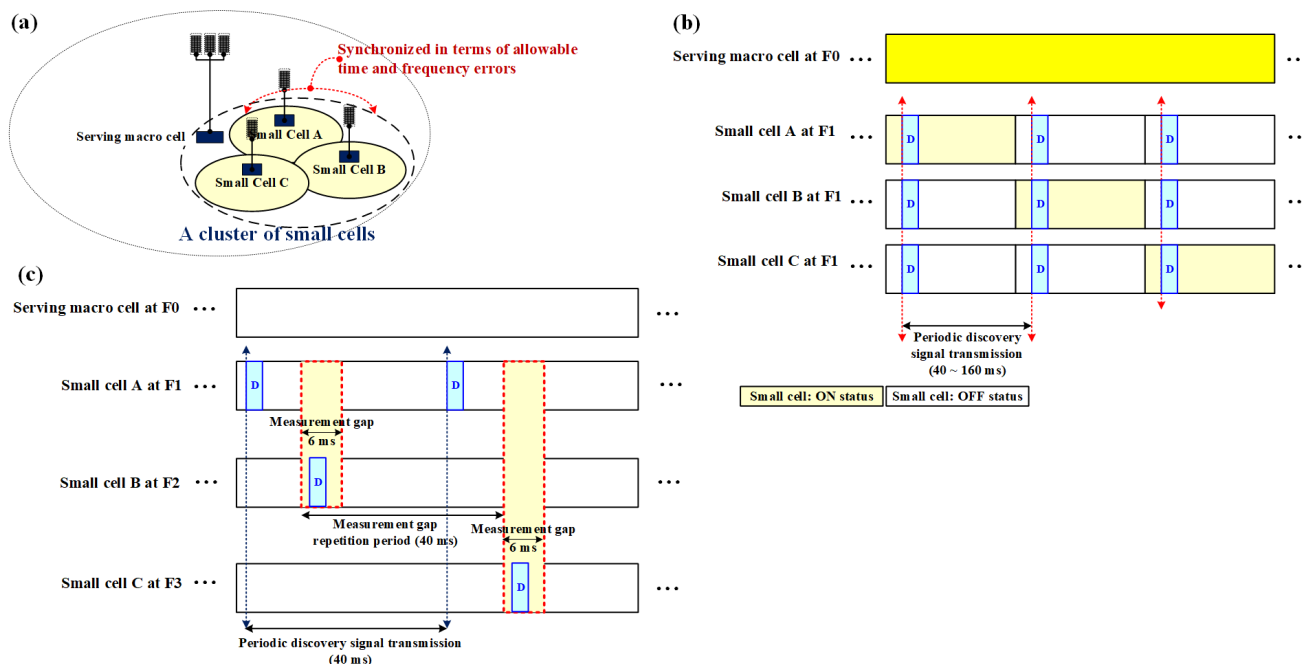 (a)
Synchronized in terms of allowable
time and frequency errors
Serving macro cell
Small Cell A
Small Cell B
Small Cell C
A cluster of small cells
(b)
Serving macro cell at F0 ... ...
Small cell A at F1 ... D D D ...
Small cell B at F1 ... D D D ...
Small cell C at F1 ... D D D ...
Periodic discovery
signal transmission
(40 ~ 160 ms)
Small cell: ON status Small cell: OFF status
(c)
Serving macro cell at F0 ... ...
Small cell A at F1 ... D D ...
Measurement gap
6 ms
Small cell B at F2 ... D ...
Measurement gap
repetition period (40 ms)
Measurement gap
6 ms
Small cell C at F3 ... D ...
Periodic discovery signal transmission
(40 ms)